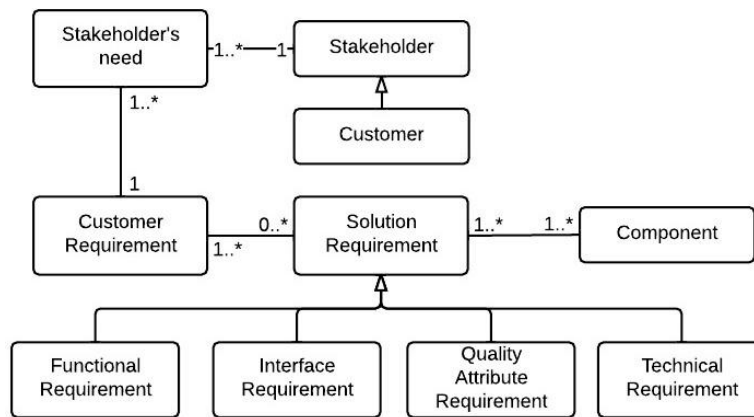 Stakeholder's
need
1..*
1
Stakeholder
1..*
Customer
1
Customer
Requirement
0..*
1..*
Solution
Requirement
1..*
1..*
Component
Functional
Requirement
Interface
Requirement
Quality
Attribute
Requirement
Technical
Requirement